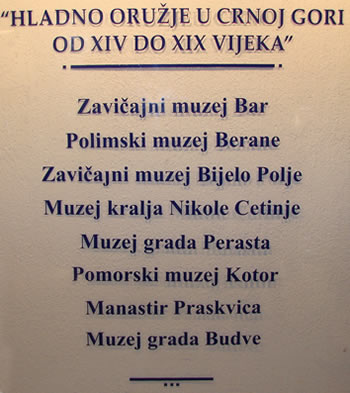 “HLADNO ORUŽJE U CRNOJ GORI
OD XIV DO XIX VIJEKA”
Zavičajni muzej Bar
Polimski muzej Berane
Zavičajni muzej Bijelo Polje
Muzej kralja Nikole Cetinje
Muzej grada Perasta
Pomorski muzej Kotor
Manastir Praskvica
Muzej grada Budve